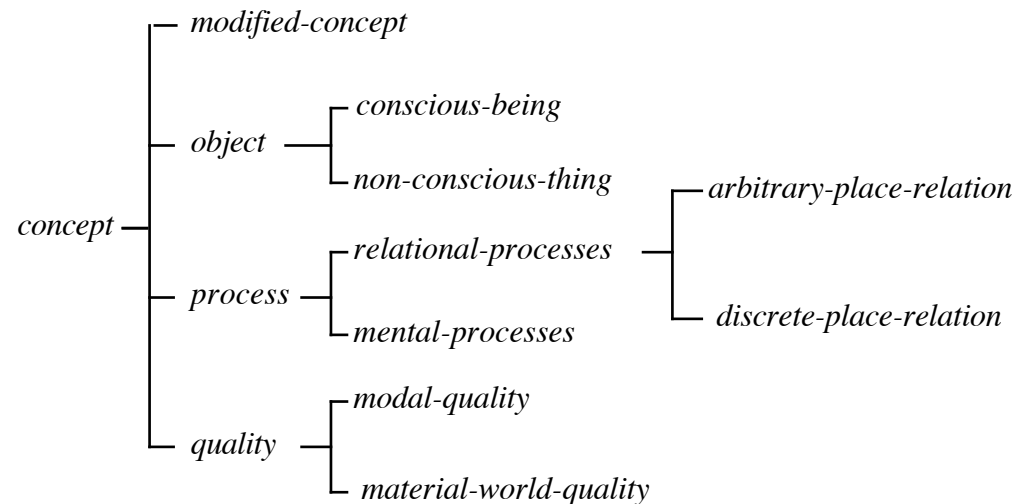 modified-concept
conscious-being
object
non-conscious-thing
arbitrary-place-relation
concept
relational-processes
process
discrete-place-relation
mental-processes
modal-quality
quality
material-world-quality